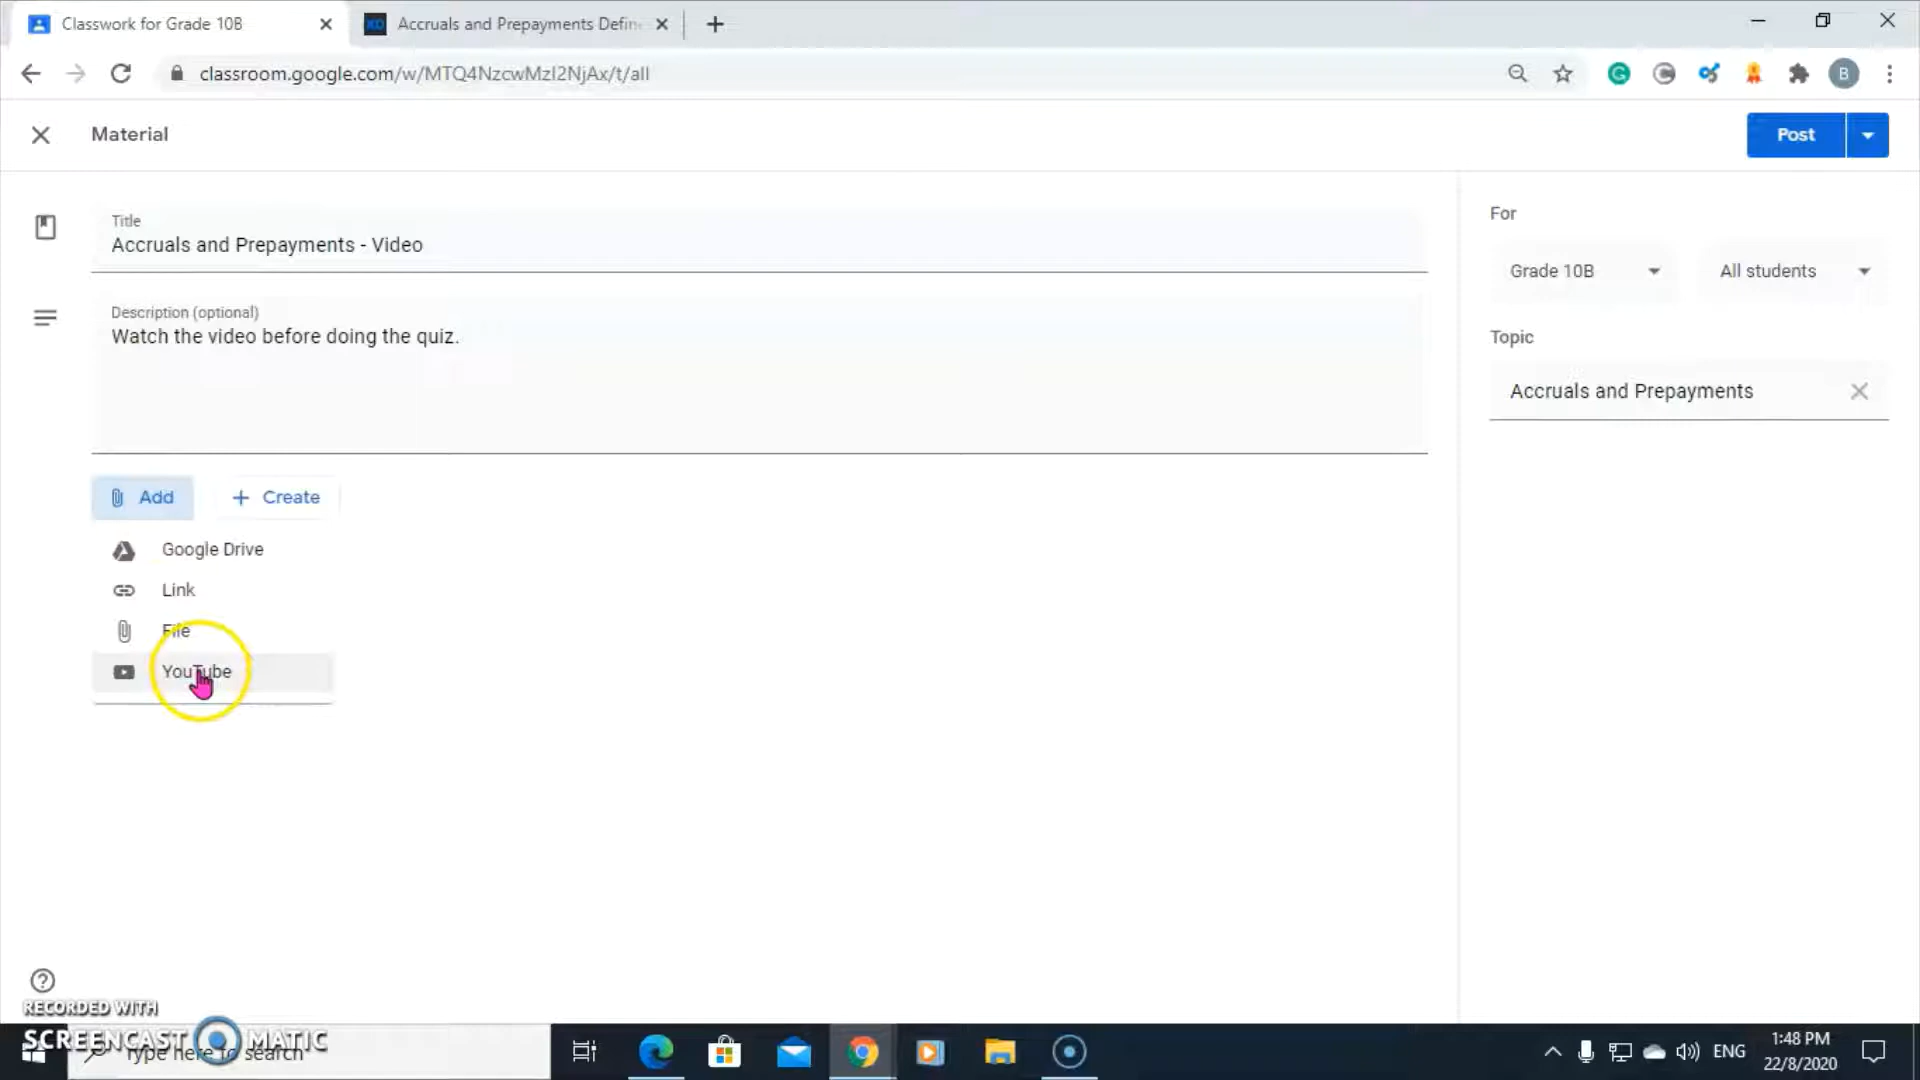 Classwork for Grade 10B
Accruals and Prepayments Define
classroom.google.com/w/MTQ4NzcwMzI2NjAx/t/all
B
Material
Post
Title
Accruals and Prepayments - Video
For
Grade 10B
All students
Description (optional)
Watch the video before doing the quiz.
Topic
Accruals and Prepayments
Add
Create
Google Drive
Link
File
YouTube
RECORDED WITH
SCREENCAST MATIC
Type here to search
ENG
1:48 PM
22/8/2020